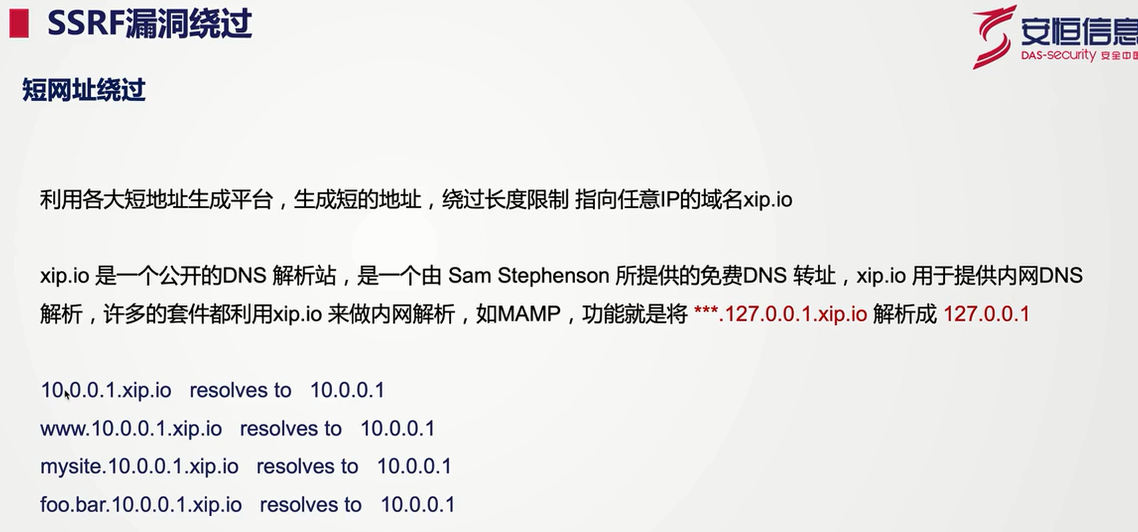 SSRF漏洞绕过
安恒信息
DAS-security 安全中国
短网址绕过
利用各大短地址生成平台，生成短的地址，绕过长度限制 指向任意IP的域名xip.io
xip.io 是一个公开的DNS 解析站，是一个由 Sam Stephenson 所提供的免费DNS 转址，xip.io 用于提供内网DNS
解析，许多的套件都利用xip.io 来做内网解析，如MAMP，功能就是将 ***.127.0.0.1.xip.io 解析成 127.0.0.1
10.0.0.1.xip.io resolves to 10.0.0.1
www.10.0.0.1.xip.io resolves to 10.0.0.1
mysite.10.0.0.1.xip.io resolves to 10.0.0.1
foo.bar.10.0.0.1.xip.io resolves to 10.0.0.1